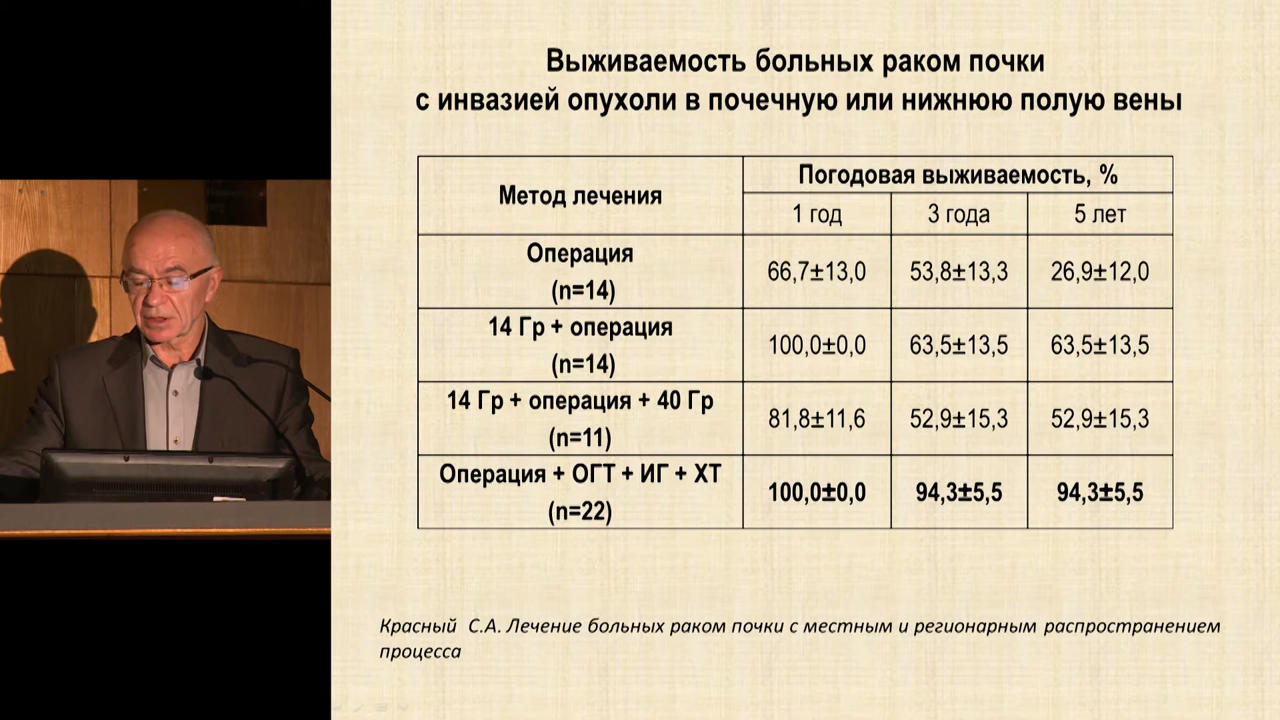 Выживаемость больных раком почки
с инвазией опухоли в почечную или нижнюю полую вены
Метод лечения
Погодовая выживаемость, %
1 год
3 года
5 лет
Операция
(n=14)
66,7±13,0
53,8±13,3
26,9±12,0
14 Гр + операция
(n=14)
100,0±0,0
63,5±13,5
63,5±13,5
14 Гр + операция + 40 Гр
(n=11)
81,8±11,6
52,9±15,3
52,9±15,3
Операция + ОГТ + ИГ + ХТ
(n=22)
100,0±0,0
94,3±5,5
94,3±5,5
Красный С.А. Лечение больных раком почки с местным и регионарным распространением
процесса